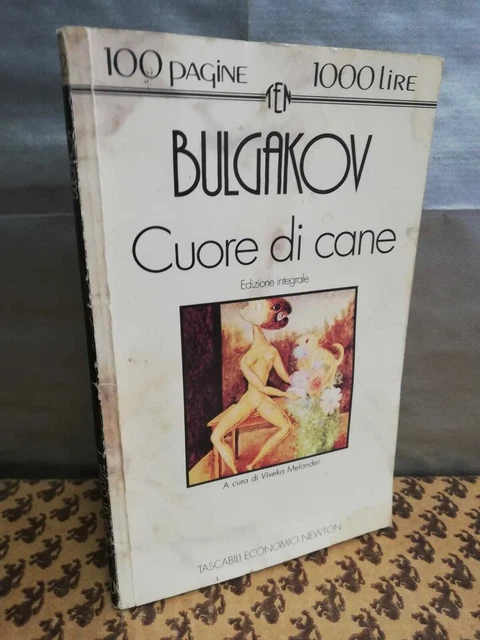 100 pagine 1000 lire
TEN
BULGAKOV
Cuore di cane
Edizione integrale
A cura di Viveka Melander
TASCABILI ECONOMICI NEWTON